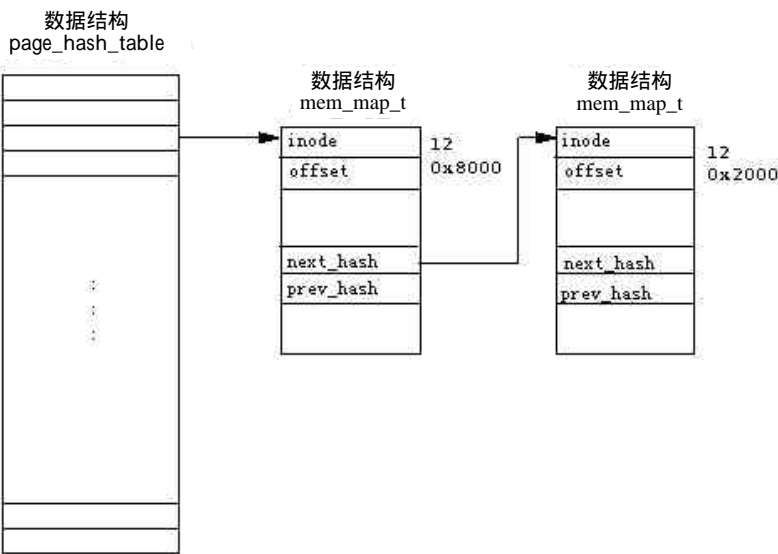 数据结构
page_hash_table
数据结构
mem_map_t
inode
offset
next_hash
prev_hash
12
0x8000
数据结构
mem_map_t
inode
offset
next_hash
prev_hash
12
0x2000
:
:
: